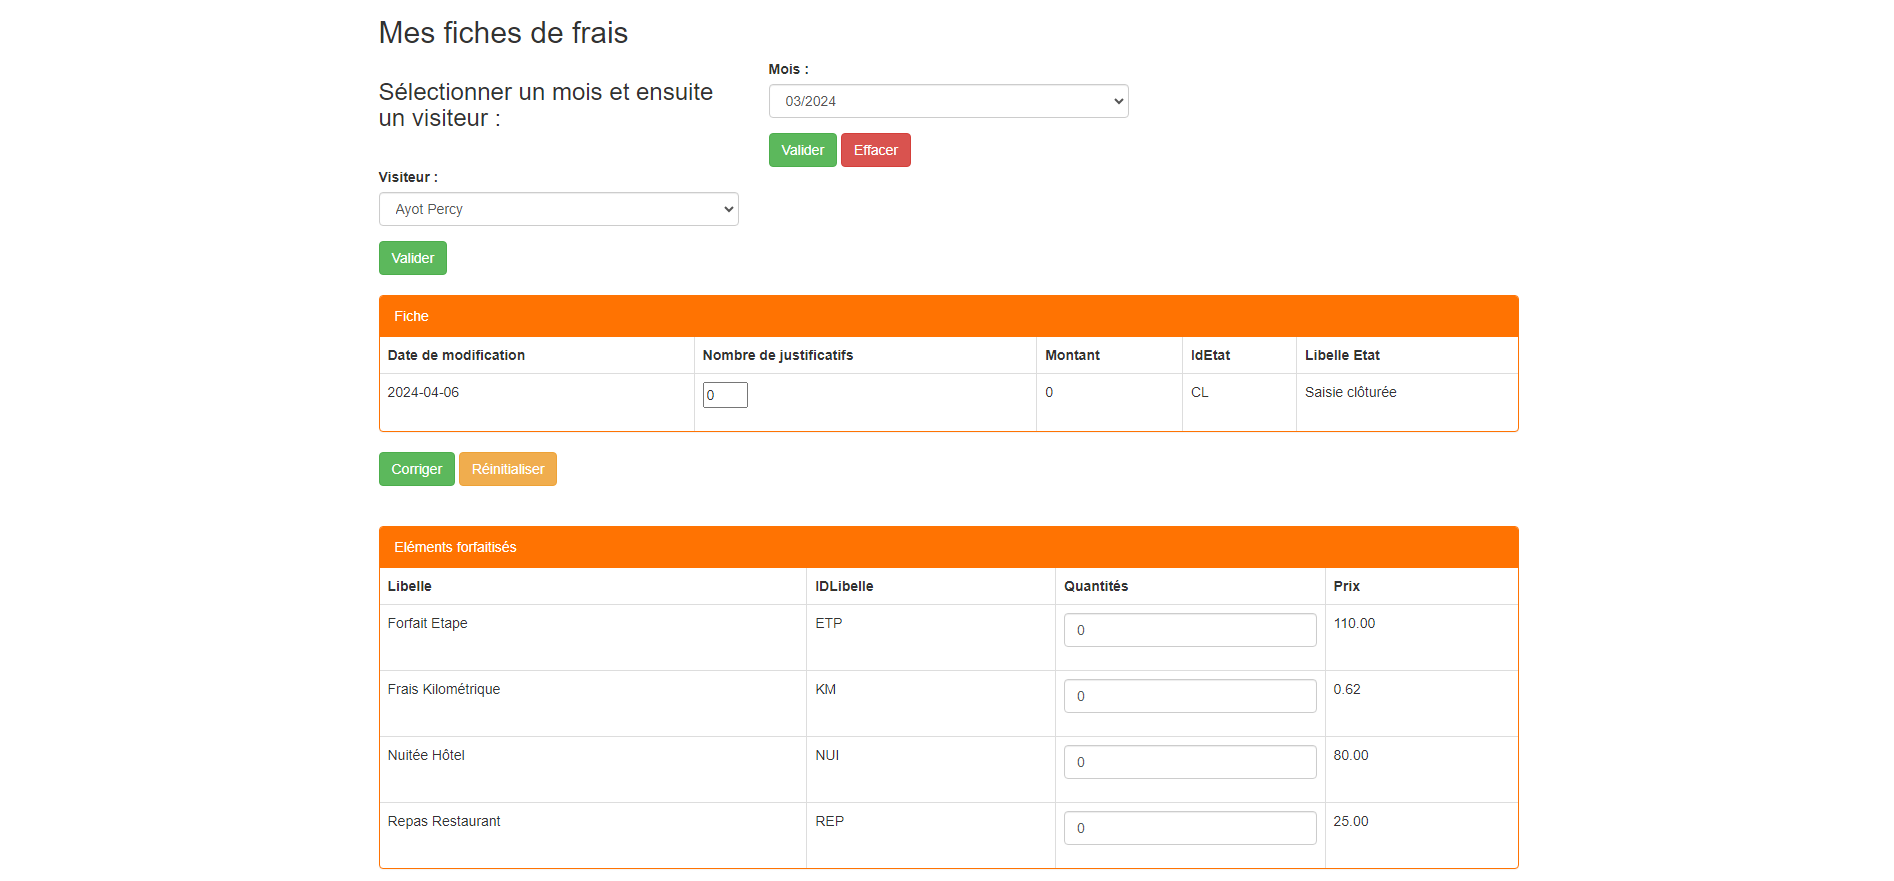 Mes fiches de frais
Sélectionner un mois et ensuite
un visiteur :
Mois :
03/2024
Valider Effacer
Visiteur :
Ayot Percy
Valider
Fiche
Date de modification Nombre de justificatifs Montant IdEtat Libelle Etat
2024-04-06 0 0 CL Saisie clôturée
Corriger Réinitialiser
Eléments forfaitisés
Libelle IDLibelle Quantités Prix
Forfait Etape ETP 0 110.00
Frais Kilométrique KM 0 0.62
Nuitée Hôtel NUI 0 80.00
Repas Restaurant REP 0 25.00